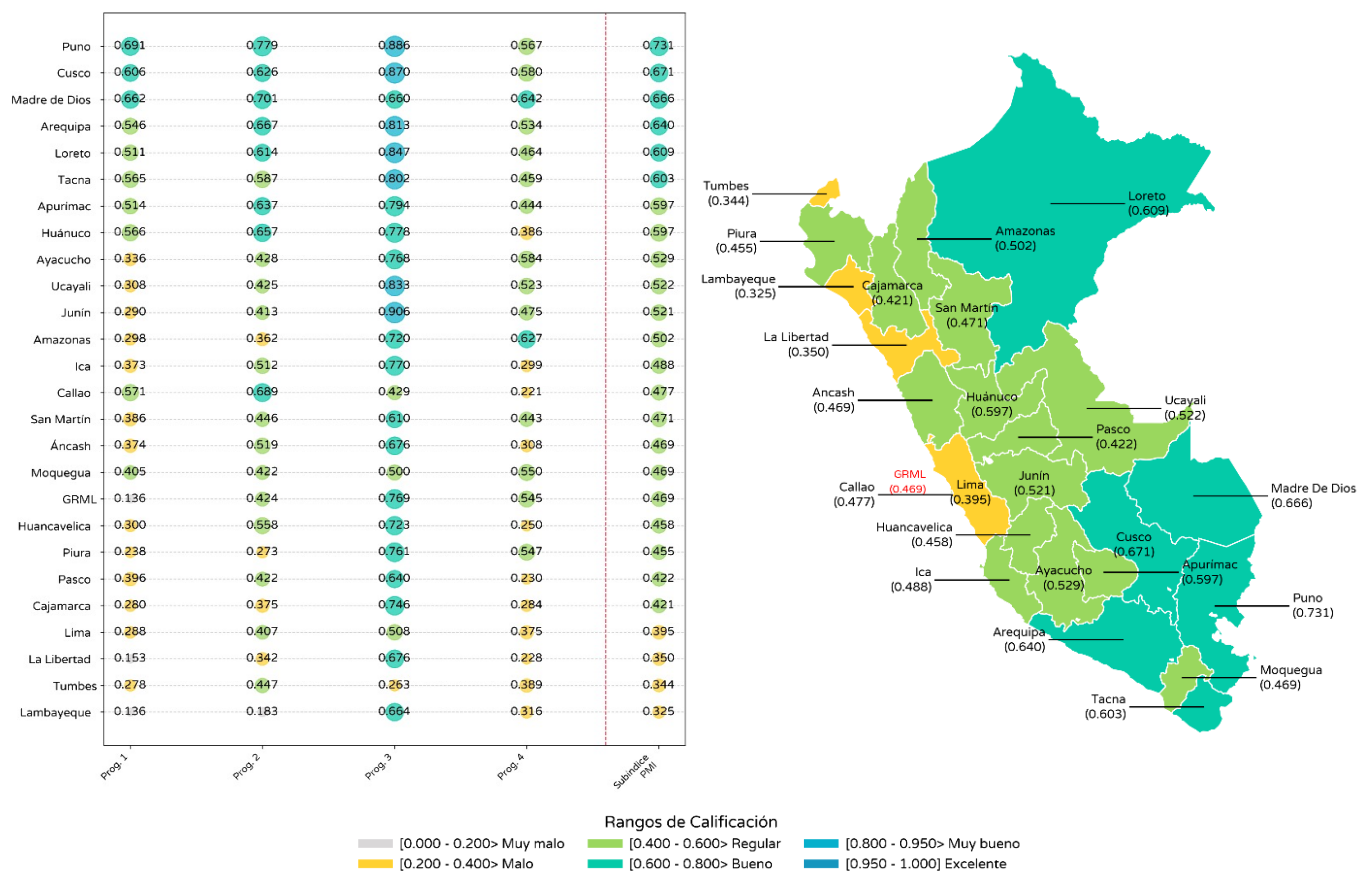 Puno 0.691 0.779 0.886 0.567 0.731
Cusco 0.606 0.626 0.870 0.580 0.671
Madre de Dios 0.662 0.701 0.660 0.642 0.666
Arequipa 0.546 0.667 0.813 0.534 0.640
Loreto 0.511 0.614 0.847 0.464 0.609
Tacna 0.565 0.587 0.802 0.459 0.603
Apurímac 0.514 0.637 0.794 0.444 0.597
Huánuco 0.566 0.657 0.778 0.386 0.597
Ayacucho 0.336 0.428 0.768 0.584 0.529
Ucayali 0.308 0.425 0.833 0.523 0.522
Junín 0.290 0.413 0.906 0.475 0.521
Amazonas 0.298 0.362 0.720 0.627 0.502
Ica 0.373 0.512 0.770 0.299 0.488
Callao 0.571 0.689 0.429 0.221 0.477
San Martín 0.386 0.446 0.610 0.443 0.471
Áncash 0.374 0.519 0.676 0.308 0.469
Moquegua 0.405 0.422 0.500 0.550 0.469
GRML 0.136 0.424 0.769 0.545 0.469
Huancavelica 0.300 0.558 0.723 0.250 0.458
Piura 0.238 0.273 0.761 0.547 0.455
Pasco 0.396 0.422 0.640 0.230 0.422
Cajamarca 0.280 0.375 0.746 0.284 0.421
Lima 0.288 0.407 0.508 0.375 0.395
La Libertad 0.153 0.342 0.676 0.228 0.350
Tumbes 0.278 0.447 0.263 0.389 0.344
Lambayeque 0.136 0.183 0.664 0.316 0.325
Prog. 1
Prog. 2
Prog. 3
Prog. 4
Subíndice
PMI
Tumbes
(0.344)
Loreto
(0.609)
Piura
(0.455)
Amazonas
(0.502)
Lambayeque
(0.325)
Cajamarca
(0.421)
San Martín
(0.471)
La Libertad
(0.350)
Ancash
(0.469)
Huánuco
(0.597)
Ucayali
(0.522)
Pasco
(0.422)
GRML
(0.469)
Callao
(0.477)
Lima
(0.395)
Junín
(0.521)
Madre De Dios
(0.666)
Huancavelica
(0.458)
Cusco
(0.671)
Ica
(0.488)
Ayacucho
(0.529)
Apurímac
(0.597)
Puno
(0.731)
Arequipa
(0.640)
Moquegua
(0.469)
Tacna
(0.603)
Rangos de Calificación
[0.000 - 0.200> Muy malo
[0.400 - 0.600> Regular
[0.800 - 0.950> Muy bueno
[0.200 - 0.400> Malo
[0.600 - 0.800> Bueno
[0.950 - 1.000] Excelente